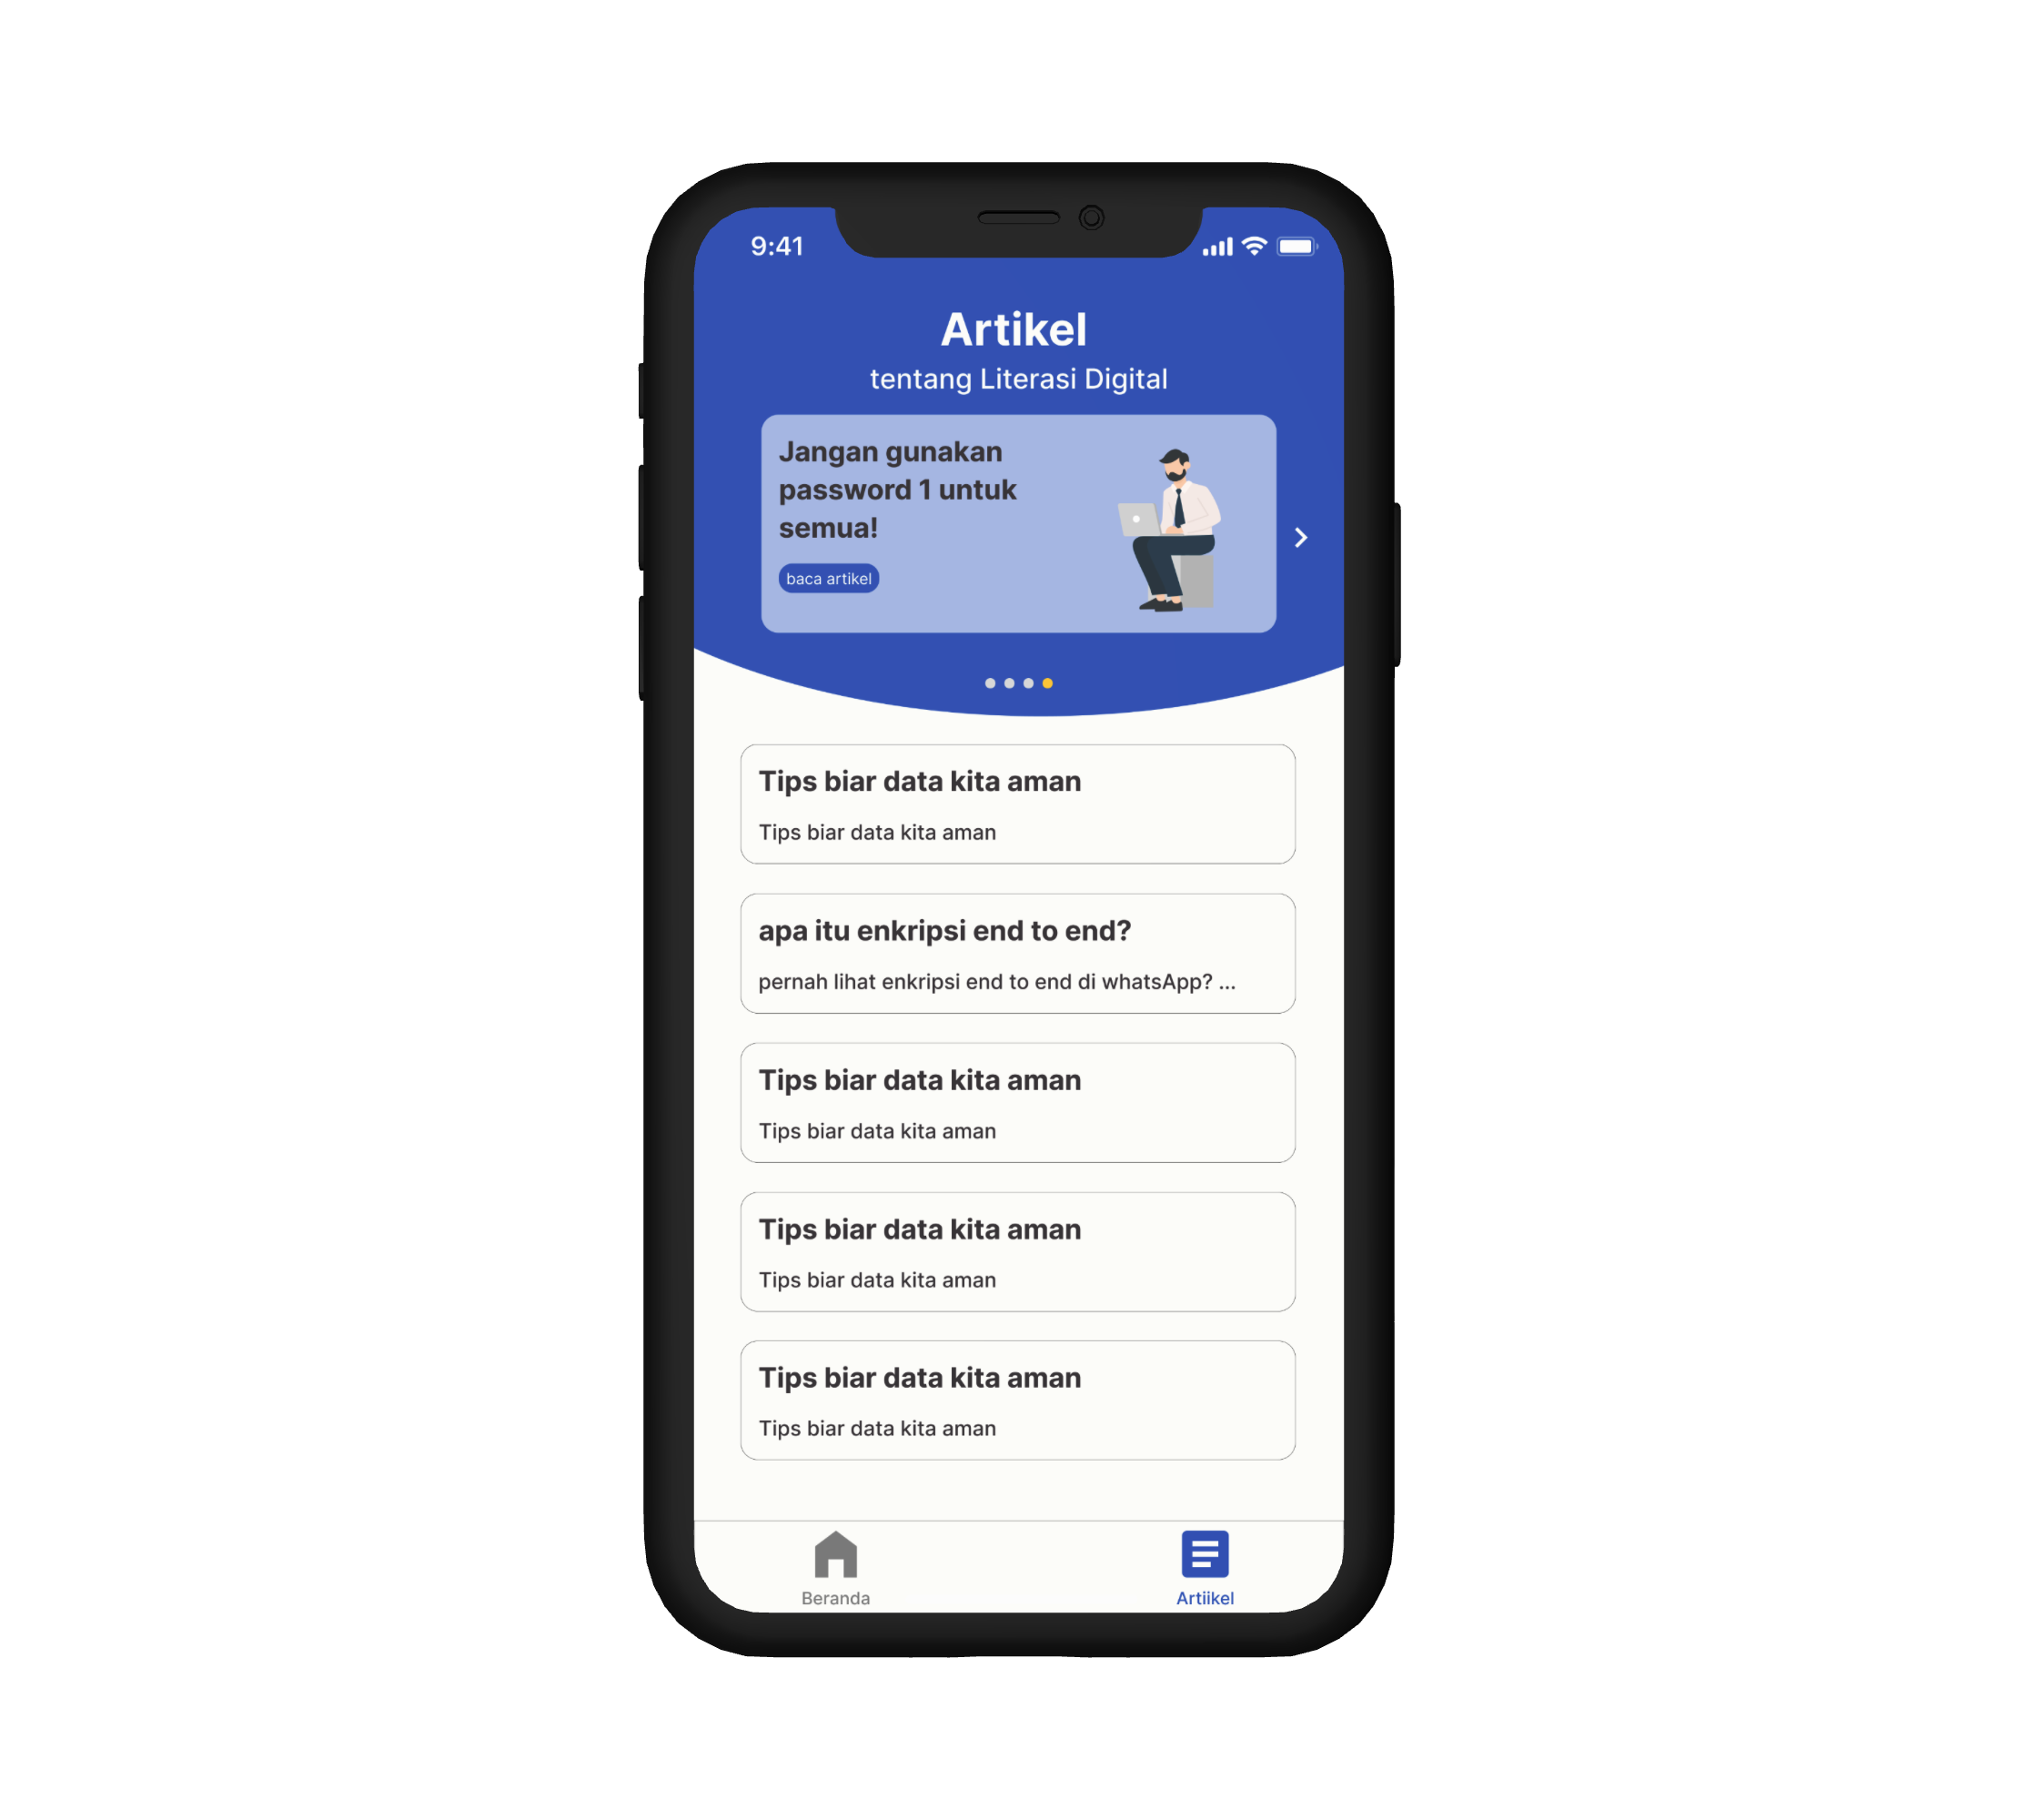 9:41
Artikel
tentang Literasi Digital
Jangan gunakan
password 1 untuk
semua!
baca artikel
Tips biar data kita aman
Tips biar data kita aman
apa itu enkripsi end to end?
pernah lihat enkripsi end to end di whatsApp? ...
Tips biar data kita aman
Tips biar data kita aman
Tips biar data kita aman
Tips biar data kita aman
Tips biar data kita aman
Tips biar data kita aman
Beranda
Artiikel